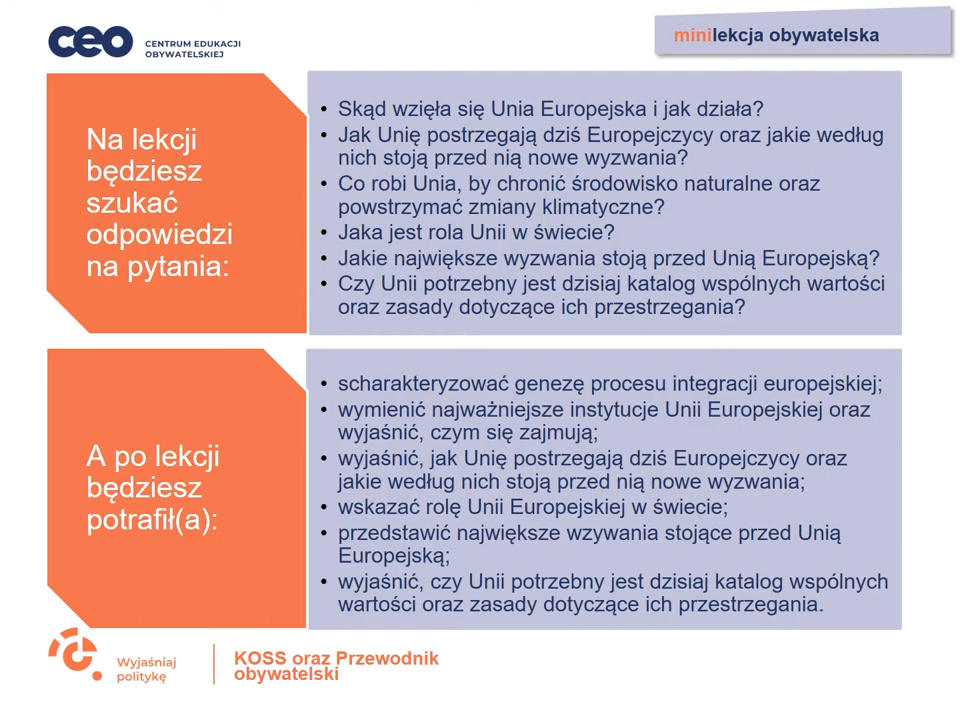 ceo CENTRUM EDUKACJI
OBYWATELSKIEJ
minilekcja obywatelska
Na lekcji
będziesz
szukać
odpowiedzi
na pytania:
• Skąd wzięła się Unia Europejska i jak działa?
• Jak Unię postrzegają dziś Europejczycy oraz jakie według
nich stoją przed nią nowe wyzwania?
• Co robi Unia, by chronić środowisko naturalne oraz
powstrzymać zmiany klimatyczne?
• Jaka jest rola Unii w świecie?
• Jakie największe wyzwania stoją przed Unią Europejską?
• Czy Unii potrzebny jest dzisiaj katalog wspólnych wartości
oraz zasady dotyczące ich przestrzegania?
A po lekcji
będziesz
potrafił(a):
• scharakteryzować genezę procesu integracji europejskiej;
• wymienić najważniejsze instytucje Unii Europejskiej oraz
wyjaśnić, czym się zajmują;
• wyjaśnić, jak Unię postrzegają dziś Europejczycy oraz
jakie według nich stoją przed nią nowe wyzwania;
• wskazać rolę Unii Europejskiej w świecie;
• przedstawić największe wzywania stojące przed Unią
Europejską;
• wyjaśnić, czy Unii potrzebny jest dzisiaj katalog wspólnych
wartości oraz zasady dotyczące ich przestrzegania.
Wyjaśniaj
politykę
KOSS oraz Przewodnik
obywatelski